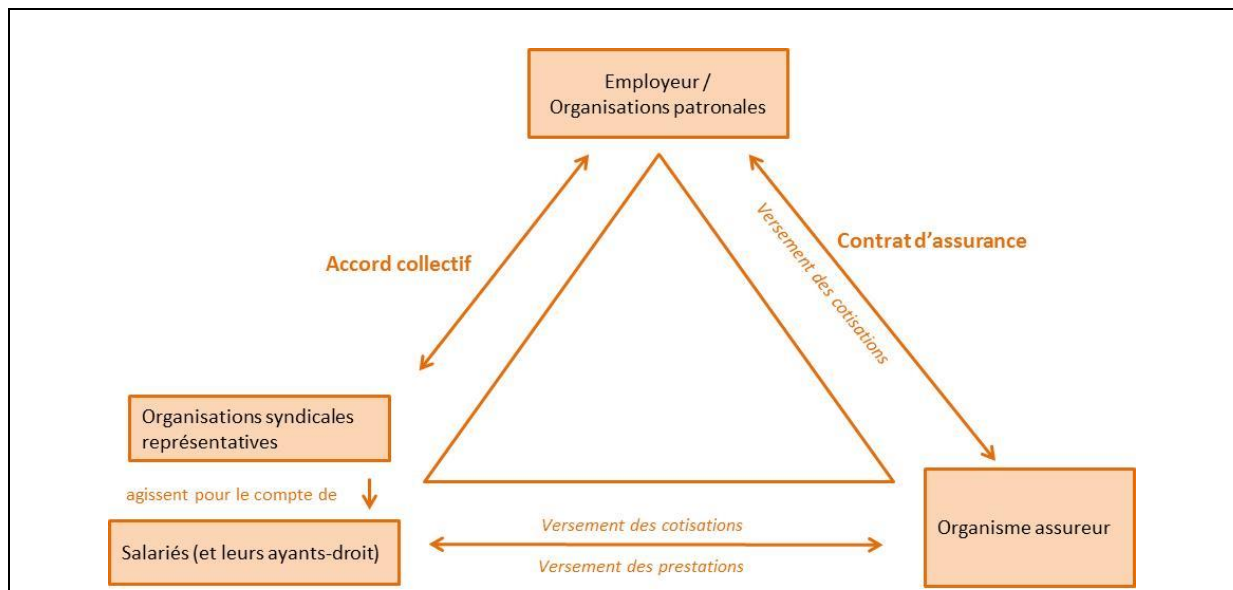 Employeur /
Organisations patronales
Versement des cotisations
Contrat d'assurance
Accord collectif
Organisations syndicales
représentatives
agissent pour le compte de
Salariés (et leurs ayants-droit)
Versement des cotisations
Versement des prestations
Organisme assureur